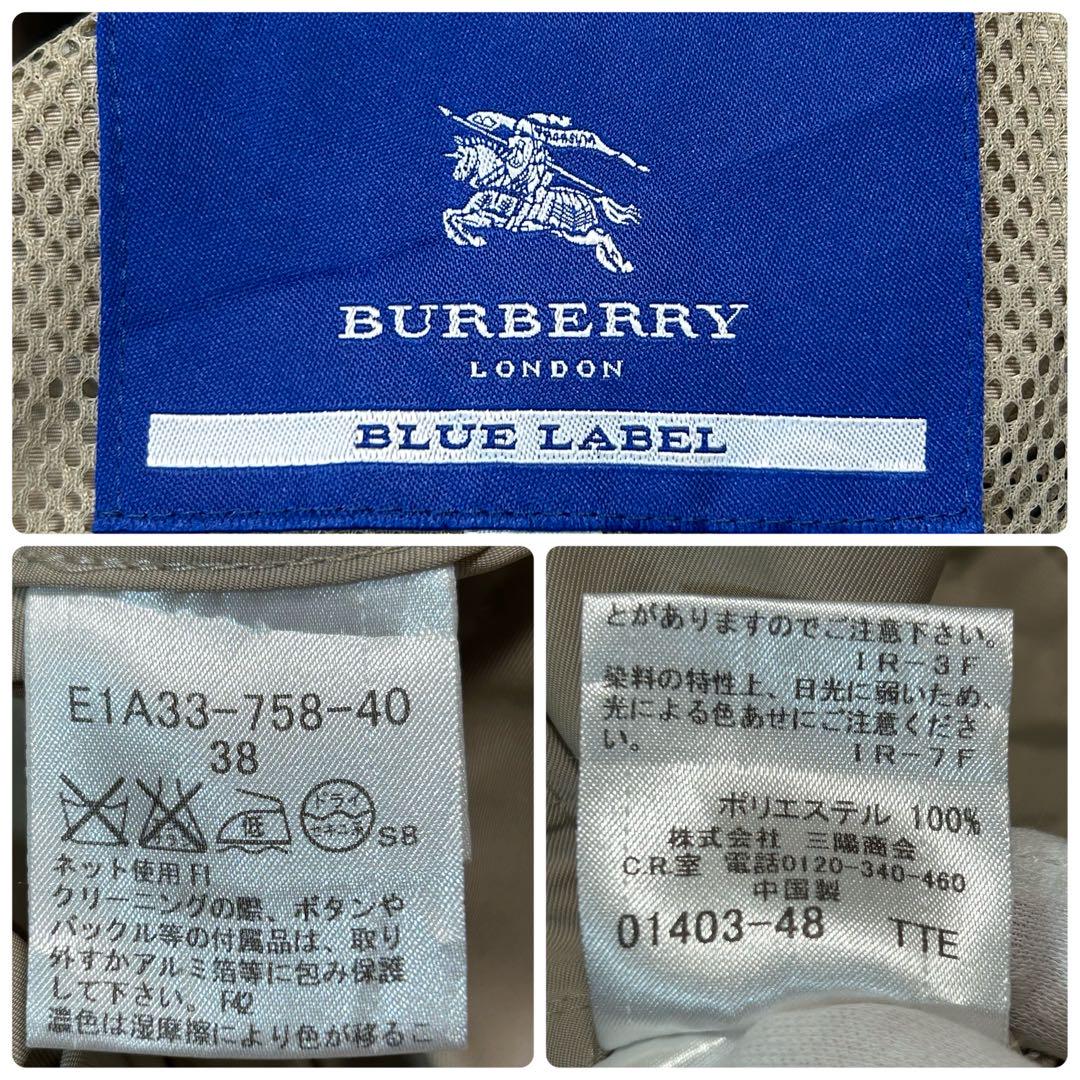 BURBERRY
LONDON
BLUE LABEL
E1A33-758-40
38
低
ドライ
セキユ系
SB
ネット使用 F1
クリーニングの際、ボタンや
バックル等の付属品は、取り
外すかアルミ箔等に包み保護
して下さい。 F42
濃色は湿摩擦により色が移るこ
とがありますのでご注意下さい。
IR-3F
染料の特性上、日光に弱いため、
光による色あせにご注意くださ
い。
IR-7F
ポリエステル 100%
株式会社 三陽商会
C.R.室 電話0120-340-460
中国製
01403-48 TTE